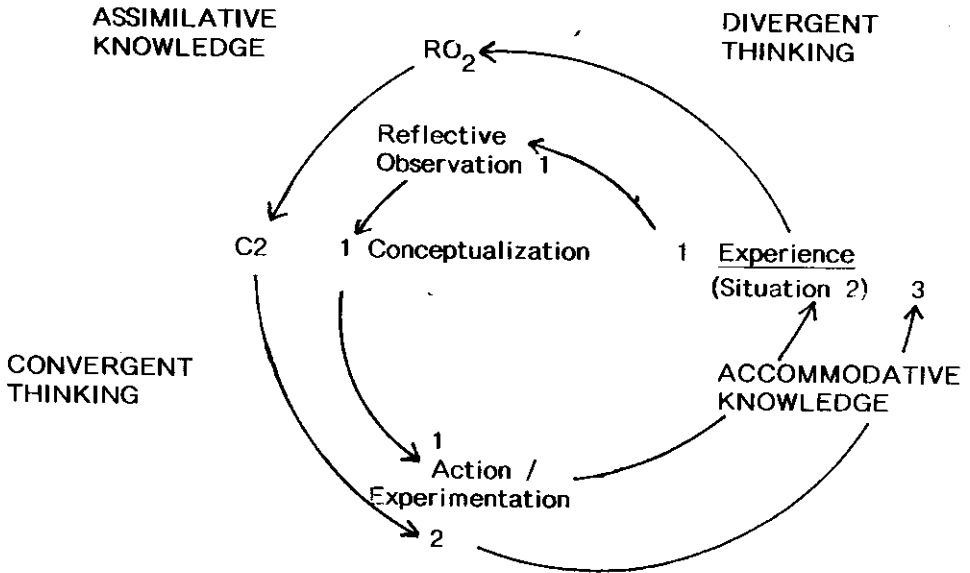 ASSIMILATIVE
KNOWLEDGE
DIVERGENT
THINKING
RO2
Reflective
Observation 1
C2
1 Conceptualization
1 Experience
(Situation 2) 3
CONVERGENT
THINKING
ACCOMMODATIVE
KNOWLEDGE
1
Action /
Experimentation
2